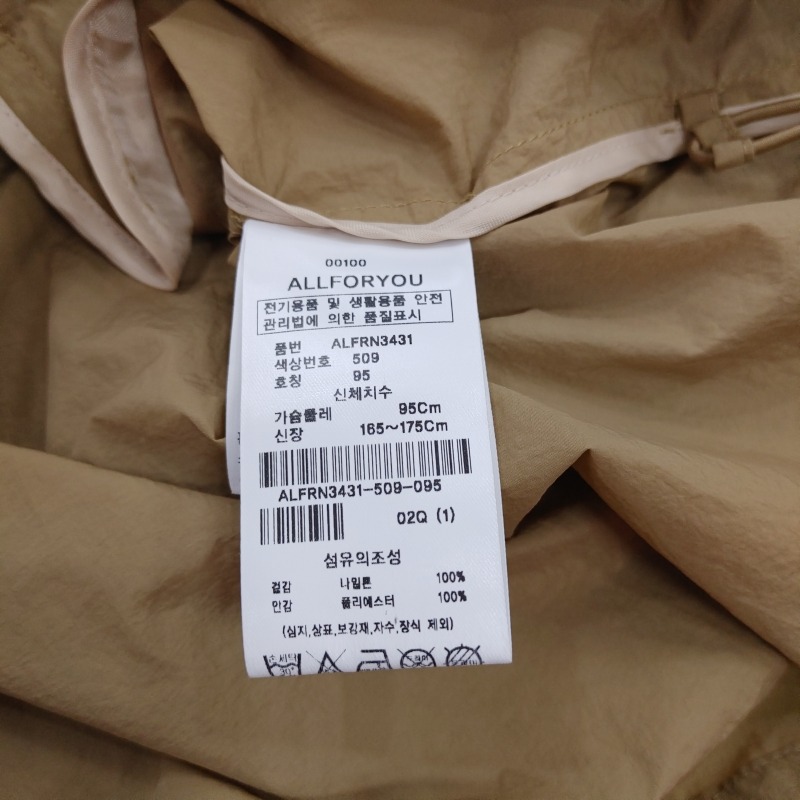 00100
ALLFORYOU
전기용품 및 생활용품 안전
관리법에 의한 품질표시
품번 ALFRN3431
색상번호 509
호칭 95
신체치수
가슴둘레 95Cm
신장 165~175Cm
ALFRN3431-509-095
02Q (1)
섬유의조성
겉감 나일론 100%
안감 폴리에스터 100%
(심지,상표,보강재,자수,장식 제외)
손세탁